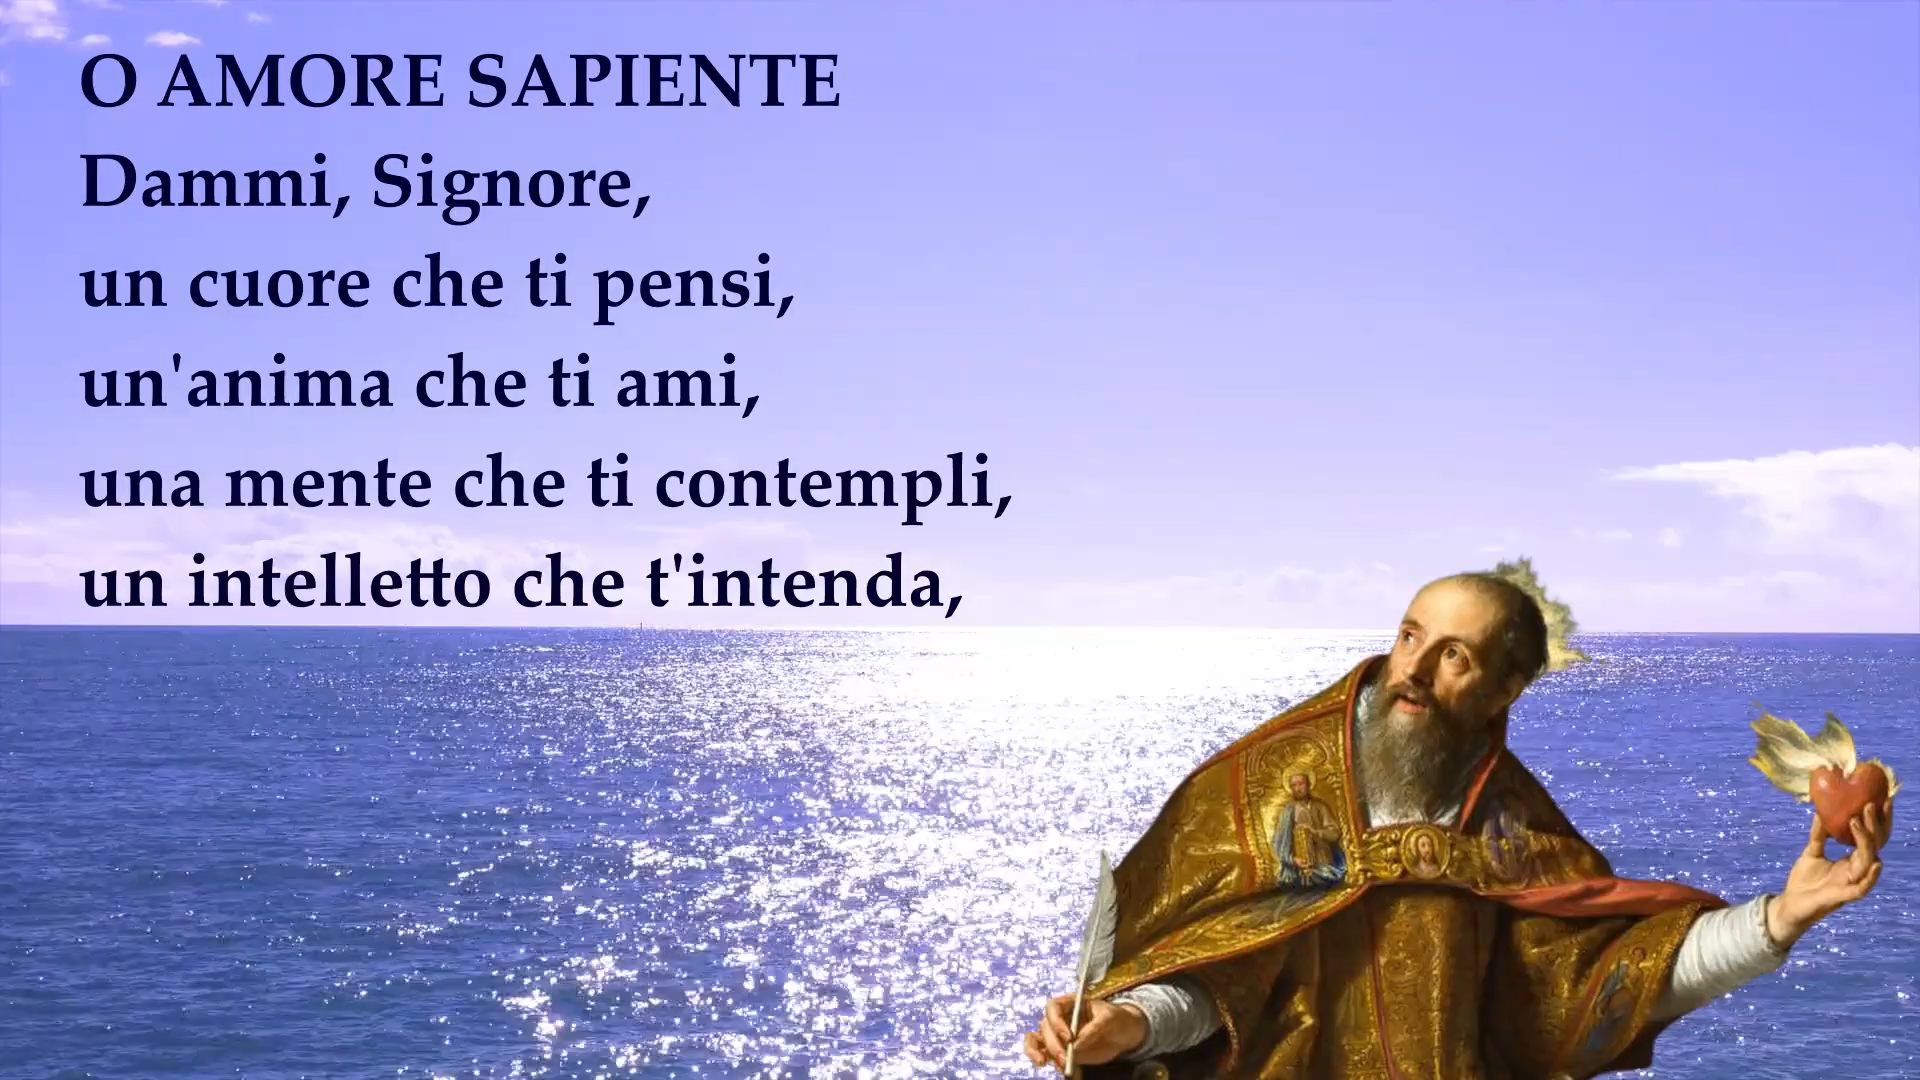 O AMORE SAPIENTE
Dammi, Signore,
un cuore che ti pensi,
un'anima che ti ami,
una mente che ti contempli,
un intelletto che t'intenda,